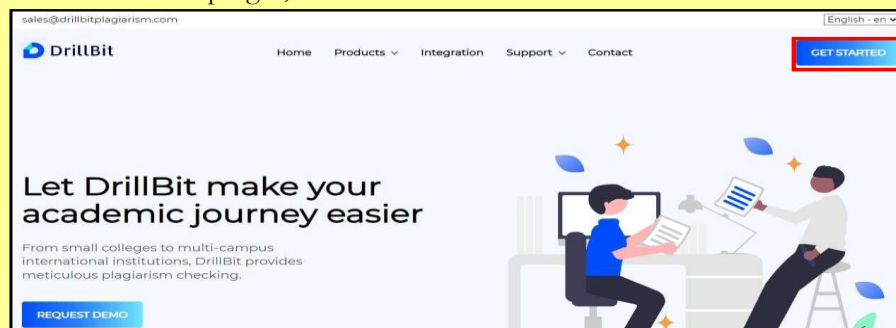 sales@drillbitplagiarism.com
English - en
DrillBit
Home Products Integration Support Contact
GET STARTED
Let DrillBit make your
academic journey easier
From small colleges to multi-campus
international institutions, DrillBit provides
meticulous plagiarism checking.
REQUEST DEMO